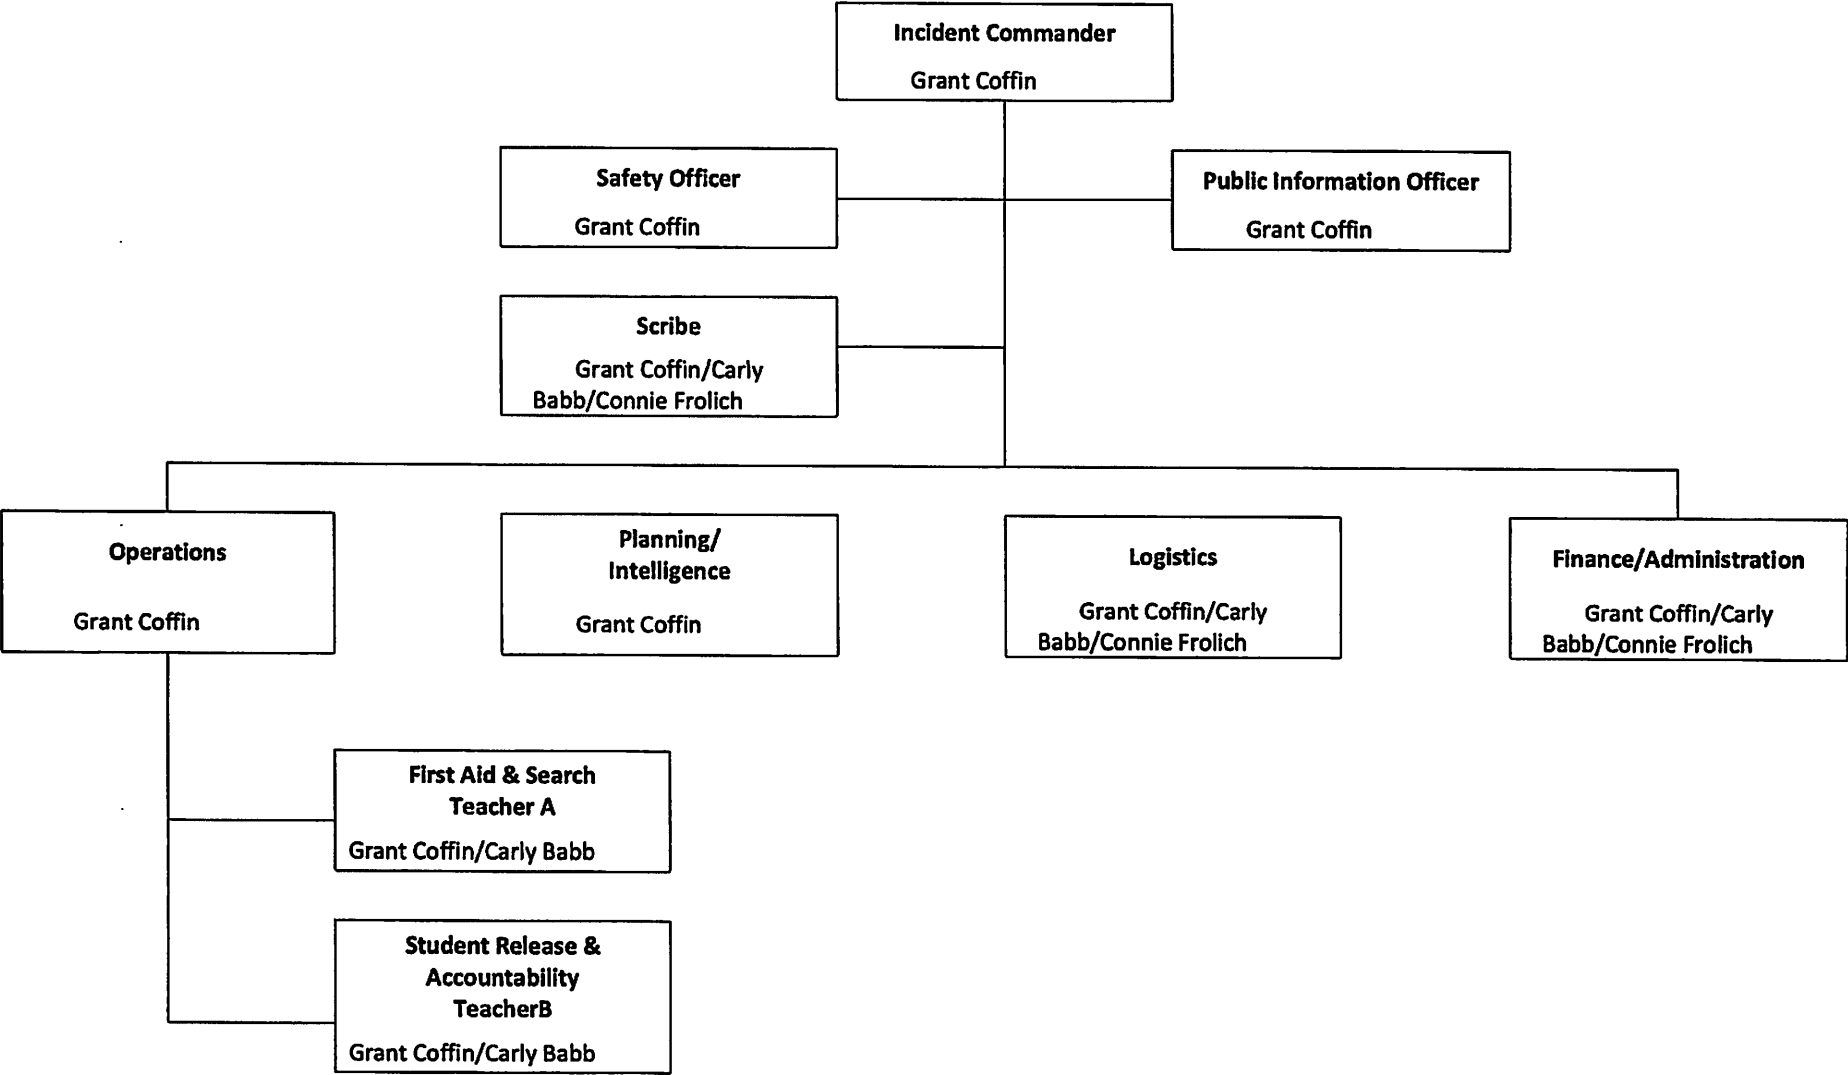 Incident Commander
Grant Coffin
Safety Officer
Grant Coffin
Public Information Officer
Grant Coffin
Scribe
Grant Coffin/Carly
Babb/Connie Frolich
Operations
Grant Coffin
Planning/
Intelligence
Grant Coffin
Logistics
Grant Coffin/Carly
Babb/Connie Frolich
Finance/Administration
Grant Coffin/Carly
Babb/Connie Frolich
First Aid & Search
Teacher A
Grant Coffin/Carly Babb
Student Release &
Accountability
TeacherB
Grant Coffin/Carly Babb